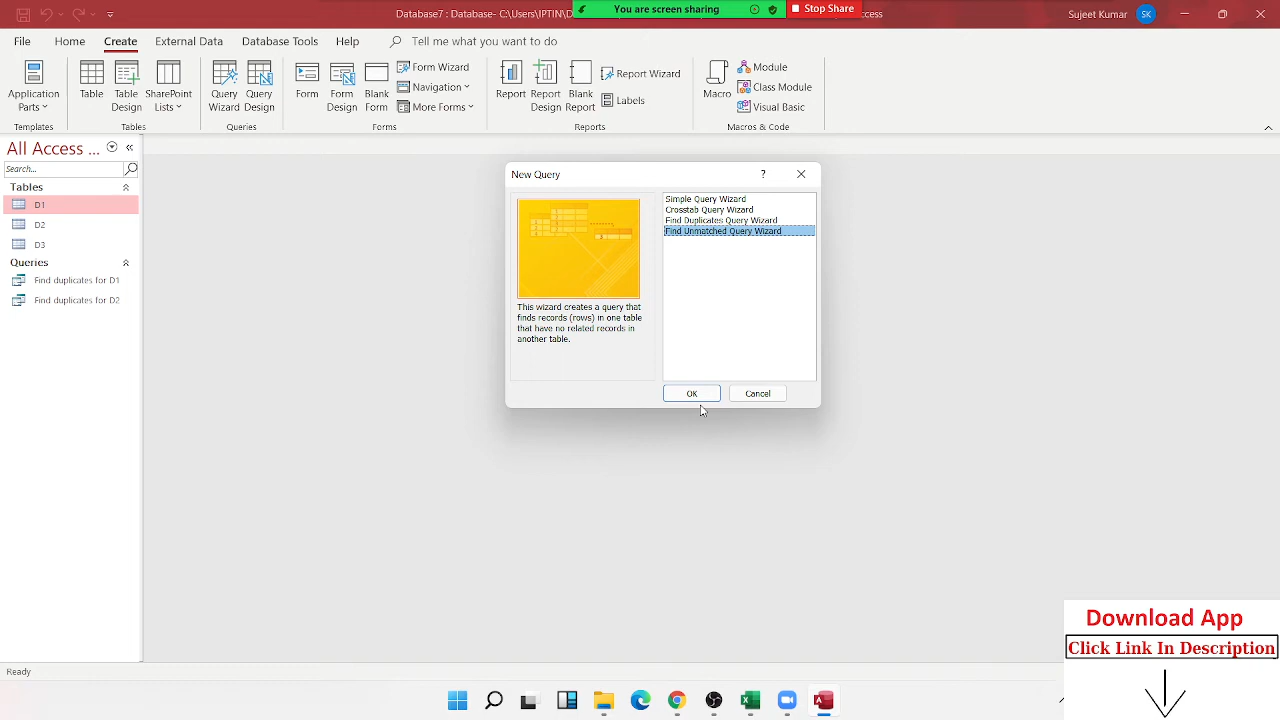 Database7 : Database- C:\Users\IPTIN\D
You are screen sharing
Stop Share
ccess
Sujeet Kumar
SK
File
Home
Create
External Data
Database Tools
Help
Tell me what you want to do
Application Parts
Table
Table Design
SharePoint Lists
Query Wizard
Query Design
Form
Form Design
Blank Form
Form Wizard
Navigation
More Forms
Report
Report Design
Blank Report
Report Wizard
Labels
Macro
Module
Class Module
Visual Basic
Templates
Tables
Queries
Forms
Reports
Macros & Code
All Access ...
Search...
Tables
D1
D2
D3
Queries
Find duplicates for D1
Find duplicates for D2
New Query
?
Simple Query Wizard
Crosstab Query Wizard
Find Duplicates Query Wizard
Find Unmatched Query Wizard
This wizard creates a query that
finds records (rows) in one table
that have no related records in
another table.
OK
Cancel
Download App
Click Link In Description
Ready